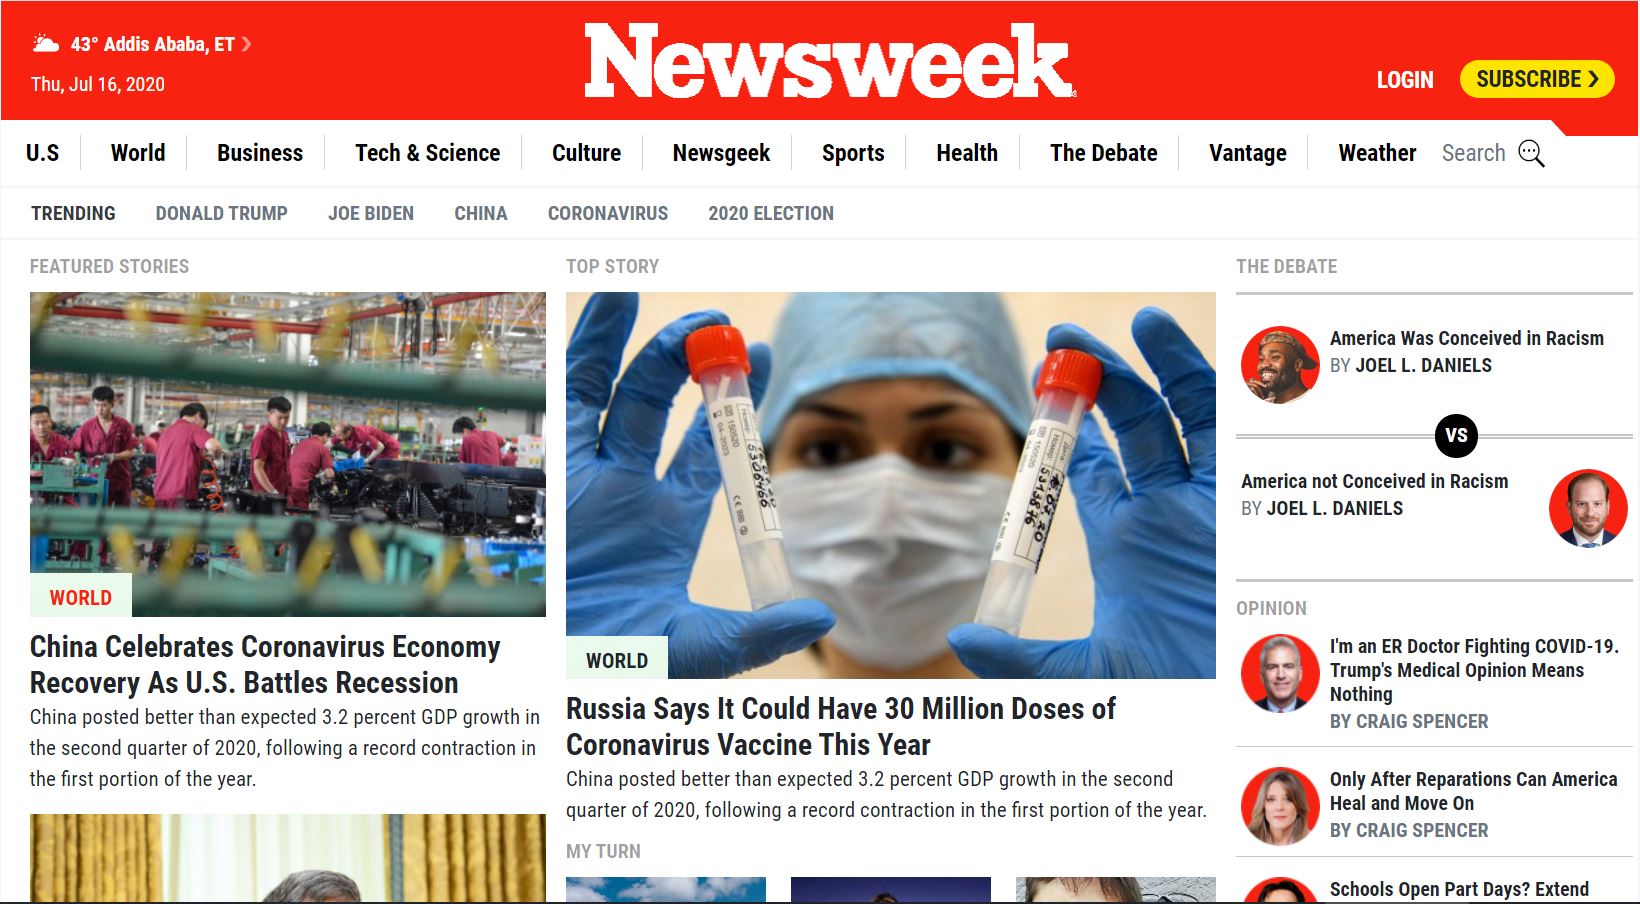 43° Addis Ababa, ET
Thu, Jul 16, 2020
Newsweek
LOGIN
SUBSCRIBE
U.S
World
Business
Tech & Science
Culture
Newsgeek
Sports
Health
The Debate
Vantage
Weather
Search
TRENDING
DONALD TRUMP
JOE BIDEN
CHINA
CORONAVIRUS
2020 ELECTION
FEATURED STORIES
WORLD
China Celebrates Coronavirus Economy
Recovery As U.S. Battles Recession
China posted better than expected 3.2 percent GDP growth in
the second quarter of 2020, following a record contraction in
the first portion of the year.
TOP STORY
150520
04-2023
5306466
WORLD
Russia Says It Could Have 30 Million Doses of
Coronavirus Vaccine This Year
China posted better than expected 3.2 percent GDP growth in the second
quarter of 2020, following a record contraction in the first portion of the year.
MY TURN
THE DEBATE
America Was Conceived in Racism
BY JOEL L. DANIELS
VS
America not Conceived in Racism
BY JOEL L. DANIELS
OPINION
I'm an ER Doctor Fighting COVID-19.
Trump's Medical Opinion Means
Nothing
BY CRAIG SPENCER
Only After Reparations Can America
Heal and Move On
BY CRAIG SPENCER
Schools Open Part Days? Extend